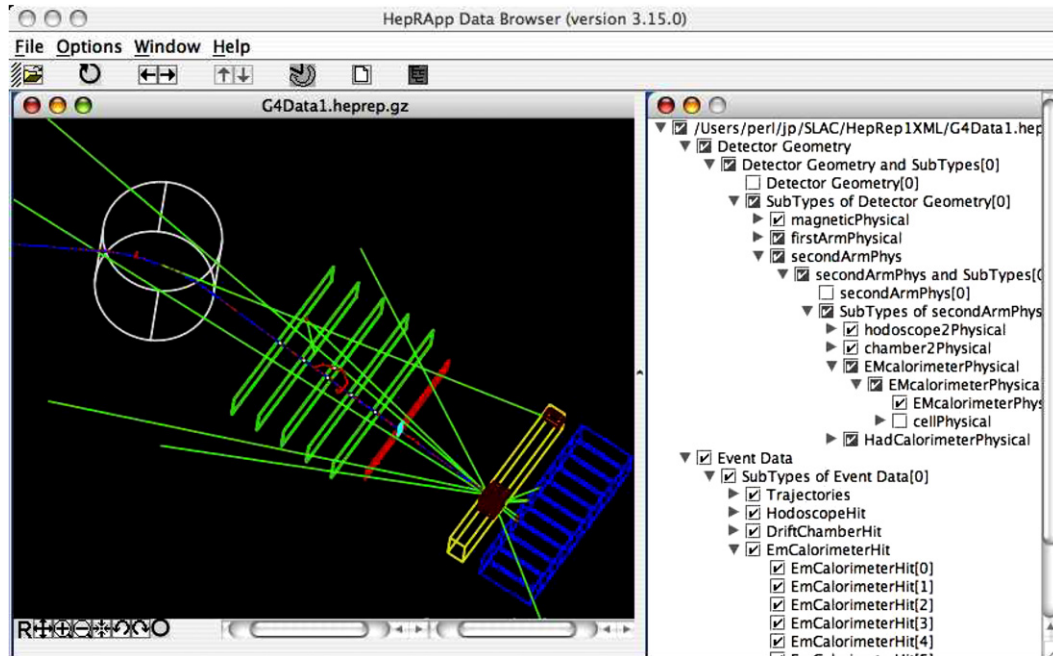 HepRApp Data Browser (version 3.15.0)
File Options Window Help
G4Data1.heprep.gz
/Users/perl/jp/SLAC/HepRep1XML/G4Data1.hep
Detector Geometry
Detector Geometry and SubTypes[0]
Detector Geometry[0]
SubTypes of Detector Geometry[0]
magneticPhysical
firstArmPhysical
secondArmPhys
secondArmPhys and SubTypes[0
secondArmPhys[0]
SubTypes of secondArmPhys
hodoscope2Physical
chamber2Physical
EMcalorimeterPhysical
EMcalorimeterPhysica
EMcalorimeterPhys
cellPhysical
HadCalorimeterPhysical
Event Data
SubTypes of Event Data[0]
Trajectories
HodoscopeHit
DriftChamberHit
EmCalorimeterHit
EmCalorimeterHit[0]
EmCalorimeterHit[1]
EmCalorimeterHit[2]
EmCalorimeterHit[3]
EmCalorimeterHit[4]
R